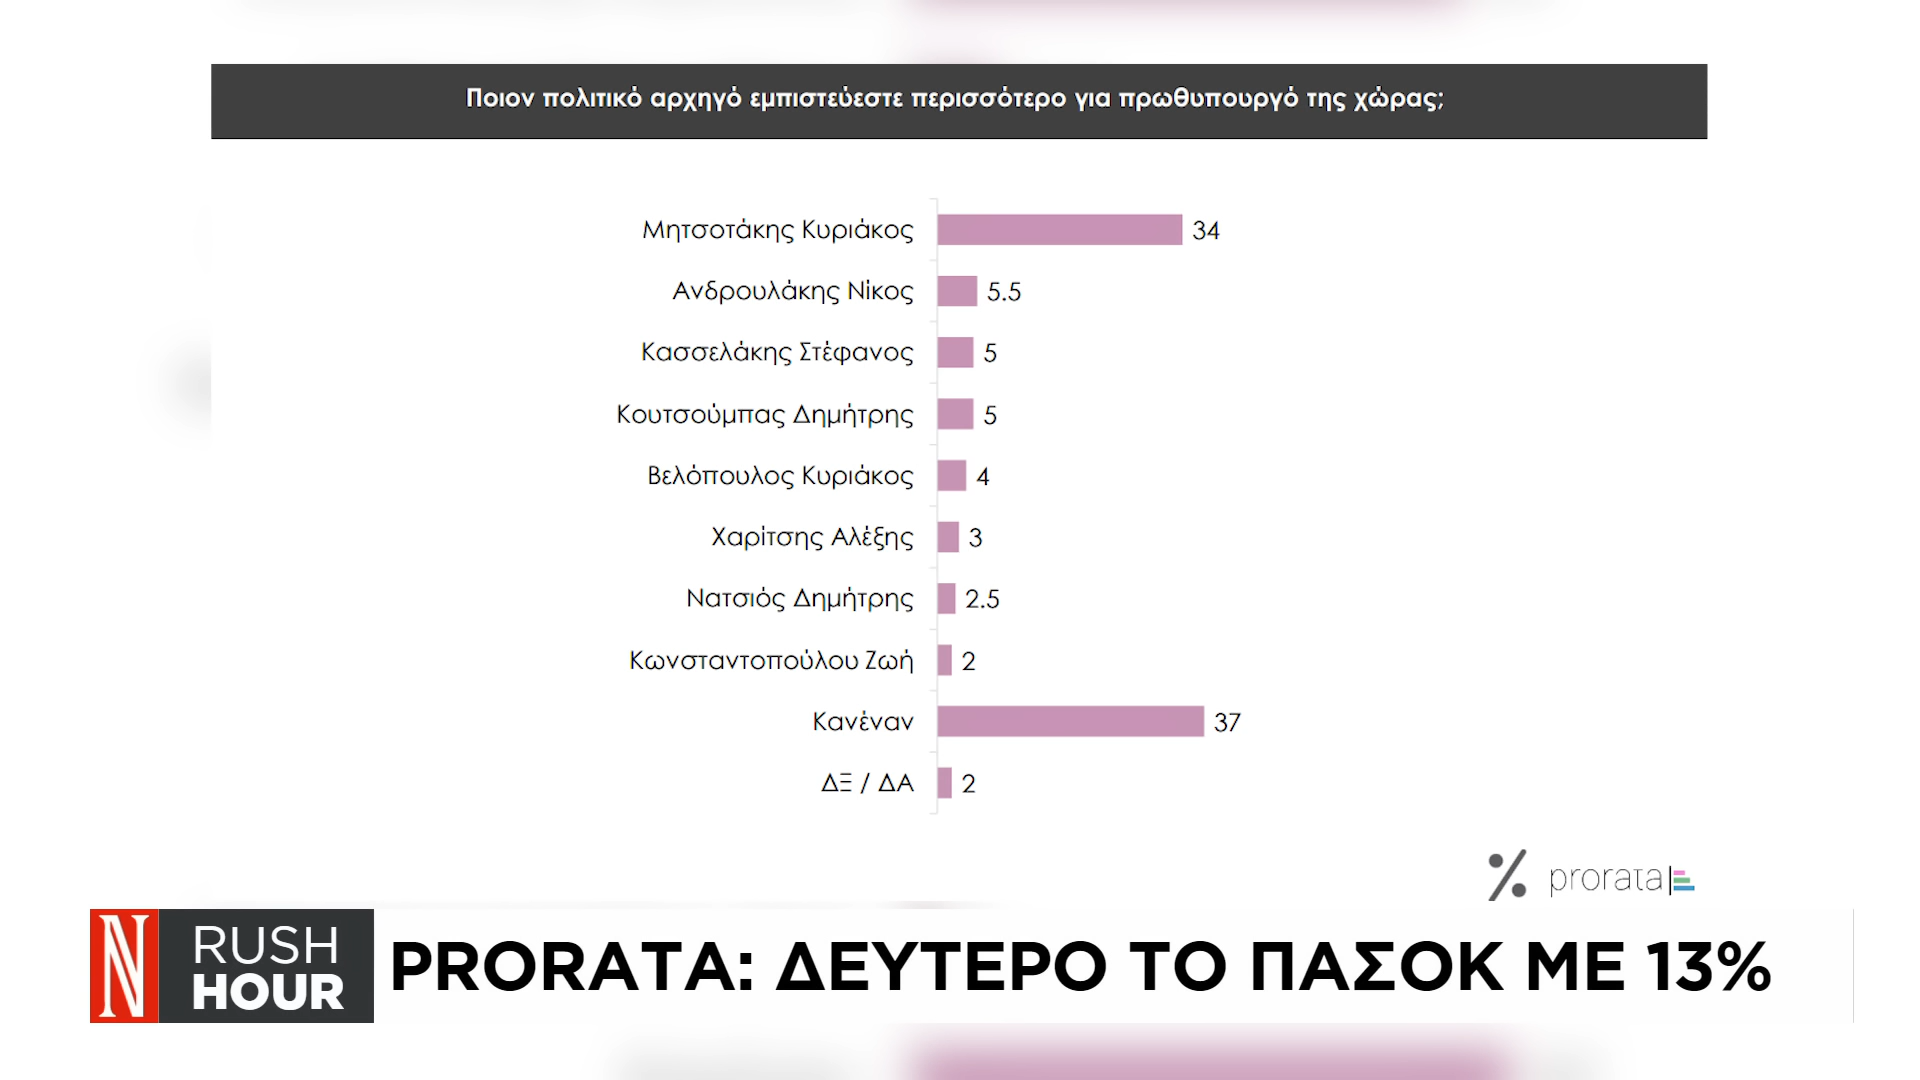 Ποιον πολιτικό αρχηγό εμπιστεύεστε περισσότερο για πρωθυπουργό της χώρας;
Μητσοτάκης Κυριάκος 34
Ανδρουλάκης Νίκος 5.5
Κασσελάκης Στέφανος 5
Κουτσούμπας Δημήτρης 5
Βελόπουλος Κυριάκος 4
Χαρίτσης Αλέξης 3
Νατσιός Δημήτρης 2.5
Κωνσταντοπούλου Ζωή 2
Κανέναν 37
ΔΞ / ΔΑ 2
% prorata
N RUSH HOUR
PRORATA: ΔΕΥΤΕΡΟ ΤΟ ΠΑΣΟΚ ΜΕ 13%